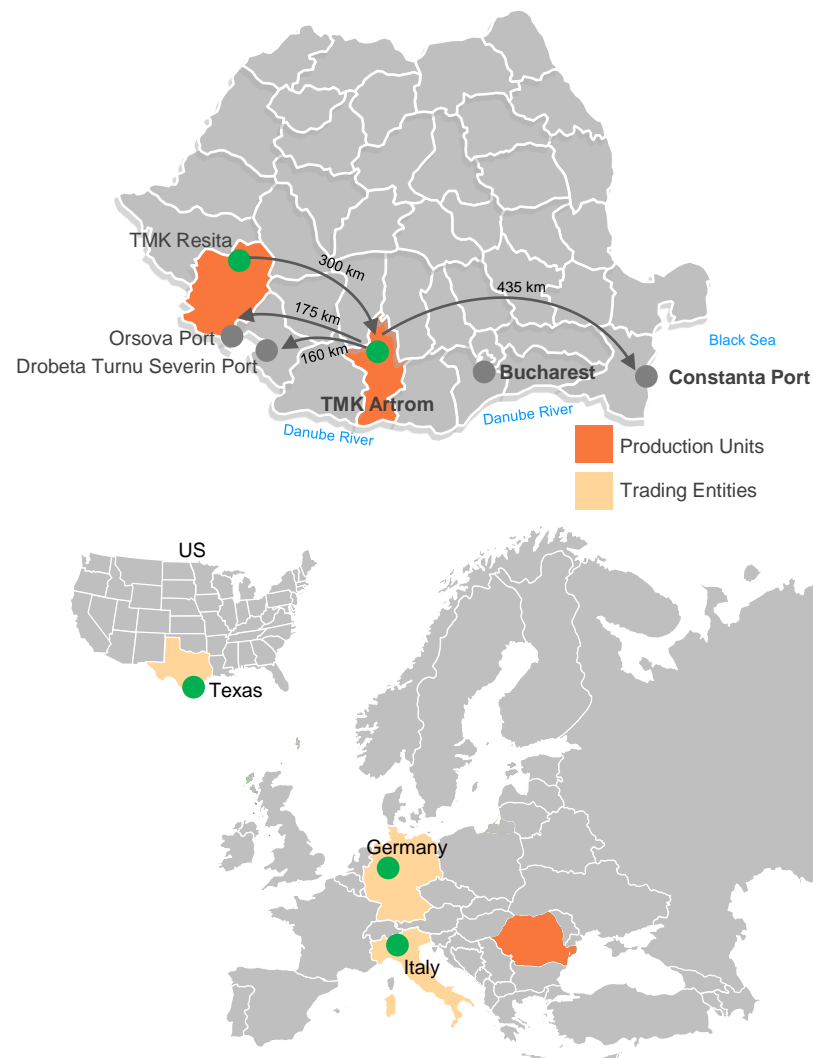 TMK Resita
300 km
435 km
175 km
Orsova Port
160 km
Drobeta Turnu Severin Port
Black Sea
Bucharest
Constanta Port
TMK Artrom
Danube River
Danube River
Production Units
Trading Entities
US
Texas
Germany
Italy